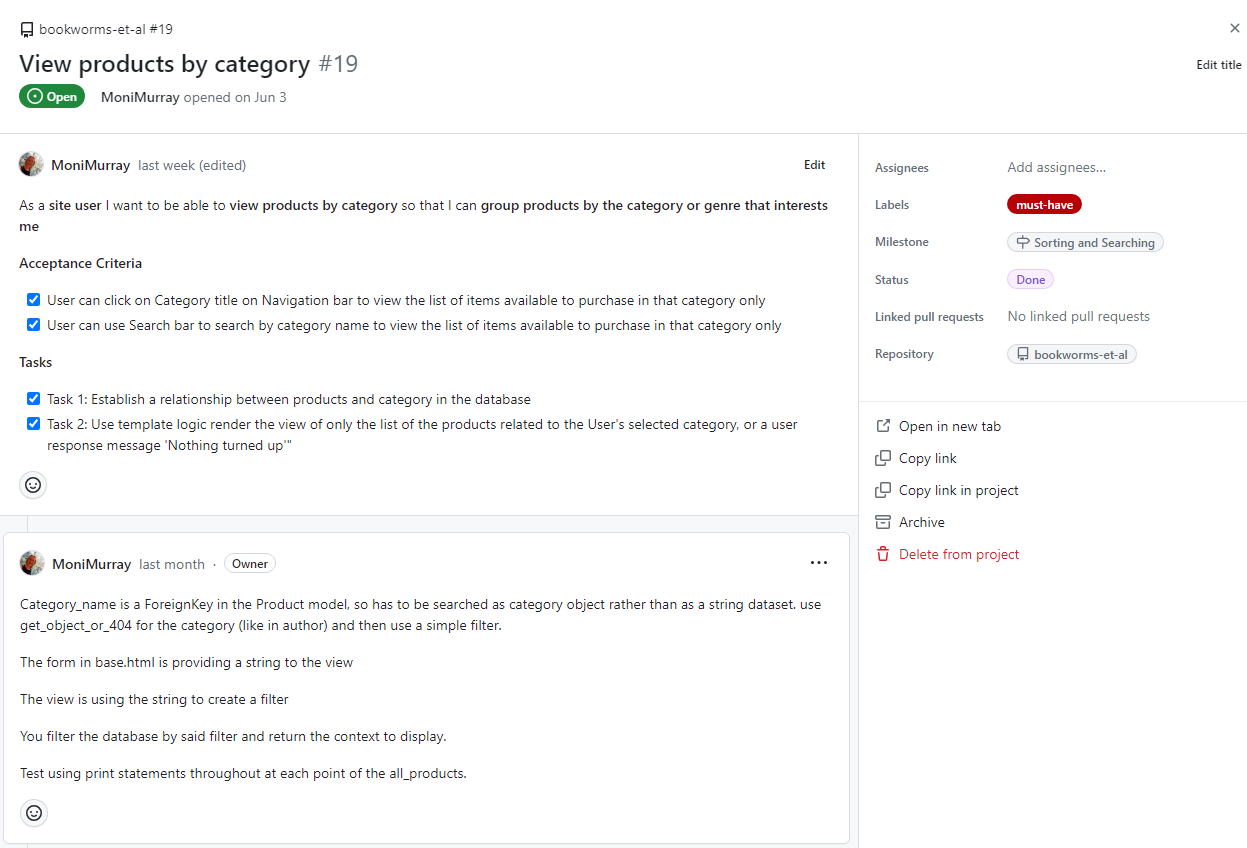 bookworms-et-al #19
View products by category #19
Edit title
Open
MoniMurray opened on Jun 3
MoniMurray last week (edited)
Edit
As a site user I want to be able to view products by category so that I can group products by the category or genre that interests
me
Acceptance Criteria
User can click on Category title on Navigation bar to view the list of items available to purchase in that category only
User can use Search bar to search by category name to view the list of items available to purchase in that category only
Tasks
Task 1: Establish a relationship between products and category in the database
Task 2: Use template logic render the view of only the list of the products related to the User's selected category, or a user
response message 'Nothing turned up'"
MoniMurray last month · Owner
Category_name is a ForeignKey in the Product model, so has to be searched as category object rather than as a string dataset. use
get_object_or_404 for the category (like in author) and then use a simple filter.
The form in base.html is providing a string to the view
The view is using the string to create a filter
You filter the database by said filter and return the context to display.
Test using print statements throughout at each point of the all_products.
Assignees Add assignees...
Labels must-have
Milestone Sorting and Searching
Status Done
Linked pull requests No linked pull requests
Repository bookworms-et-al
Open in new tab
Copy link
Copy link in project
Archive
Delete from project